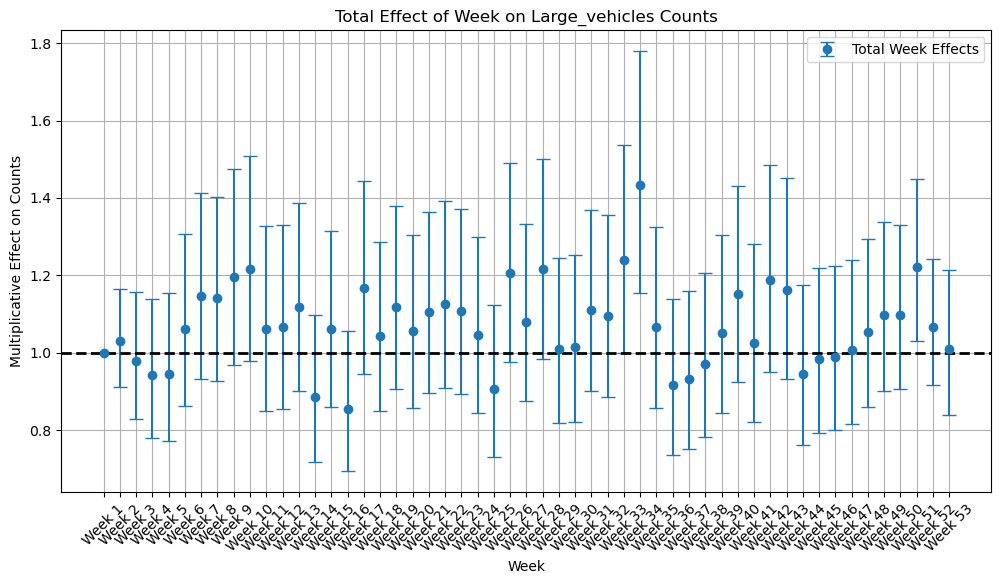 Total Effect of Week on Large_vehicles Counts
Total Week Effects
Multiplicative Effect on Counts
1.8
1.6
1.4
1.2
1.0
0.8
Week 1
Week 2
Week 3
Week 4
Week 5
Week 6
Week 7
Week 8
Week 9
Week 10
Week 11
Week 12
Week 13
Week 14
Week 15
Week 16
Week 17
Week 18
Week 19
Week 20
Week 21
Week 22
Week 23
Week 24
Week 25
Week 26
Week 27
Week 28
Week 29
Week 30
Week 31
Week 32
Week 33
Week 34
Week 35
Week 36
Week 37
Week 38
Week 39
Week 40
Week 41
Week 42
Week 43
Week 44
Week 45
Week 46
Week 47
Week 48
Week 49
Week 50
Week 51
Week 52
Week 53
Week